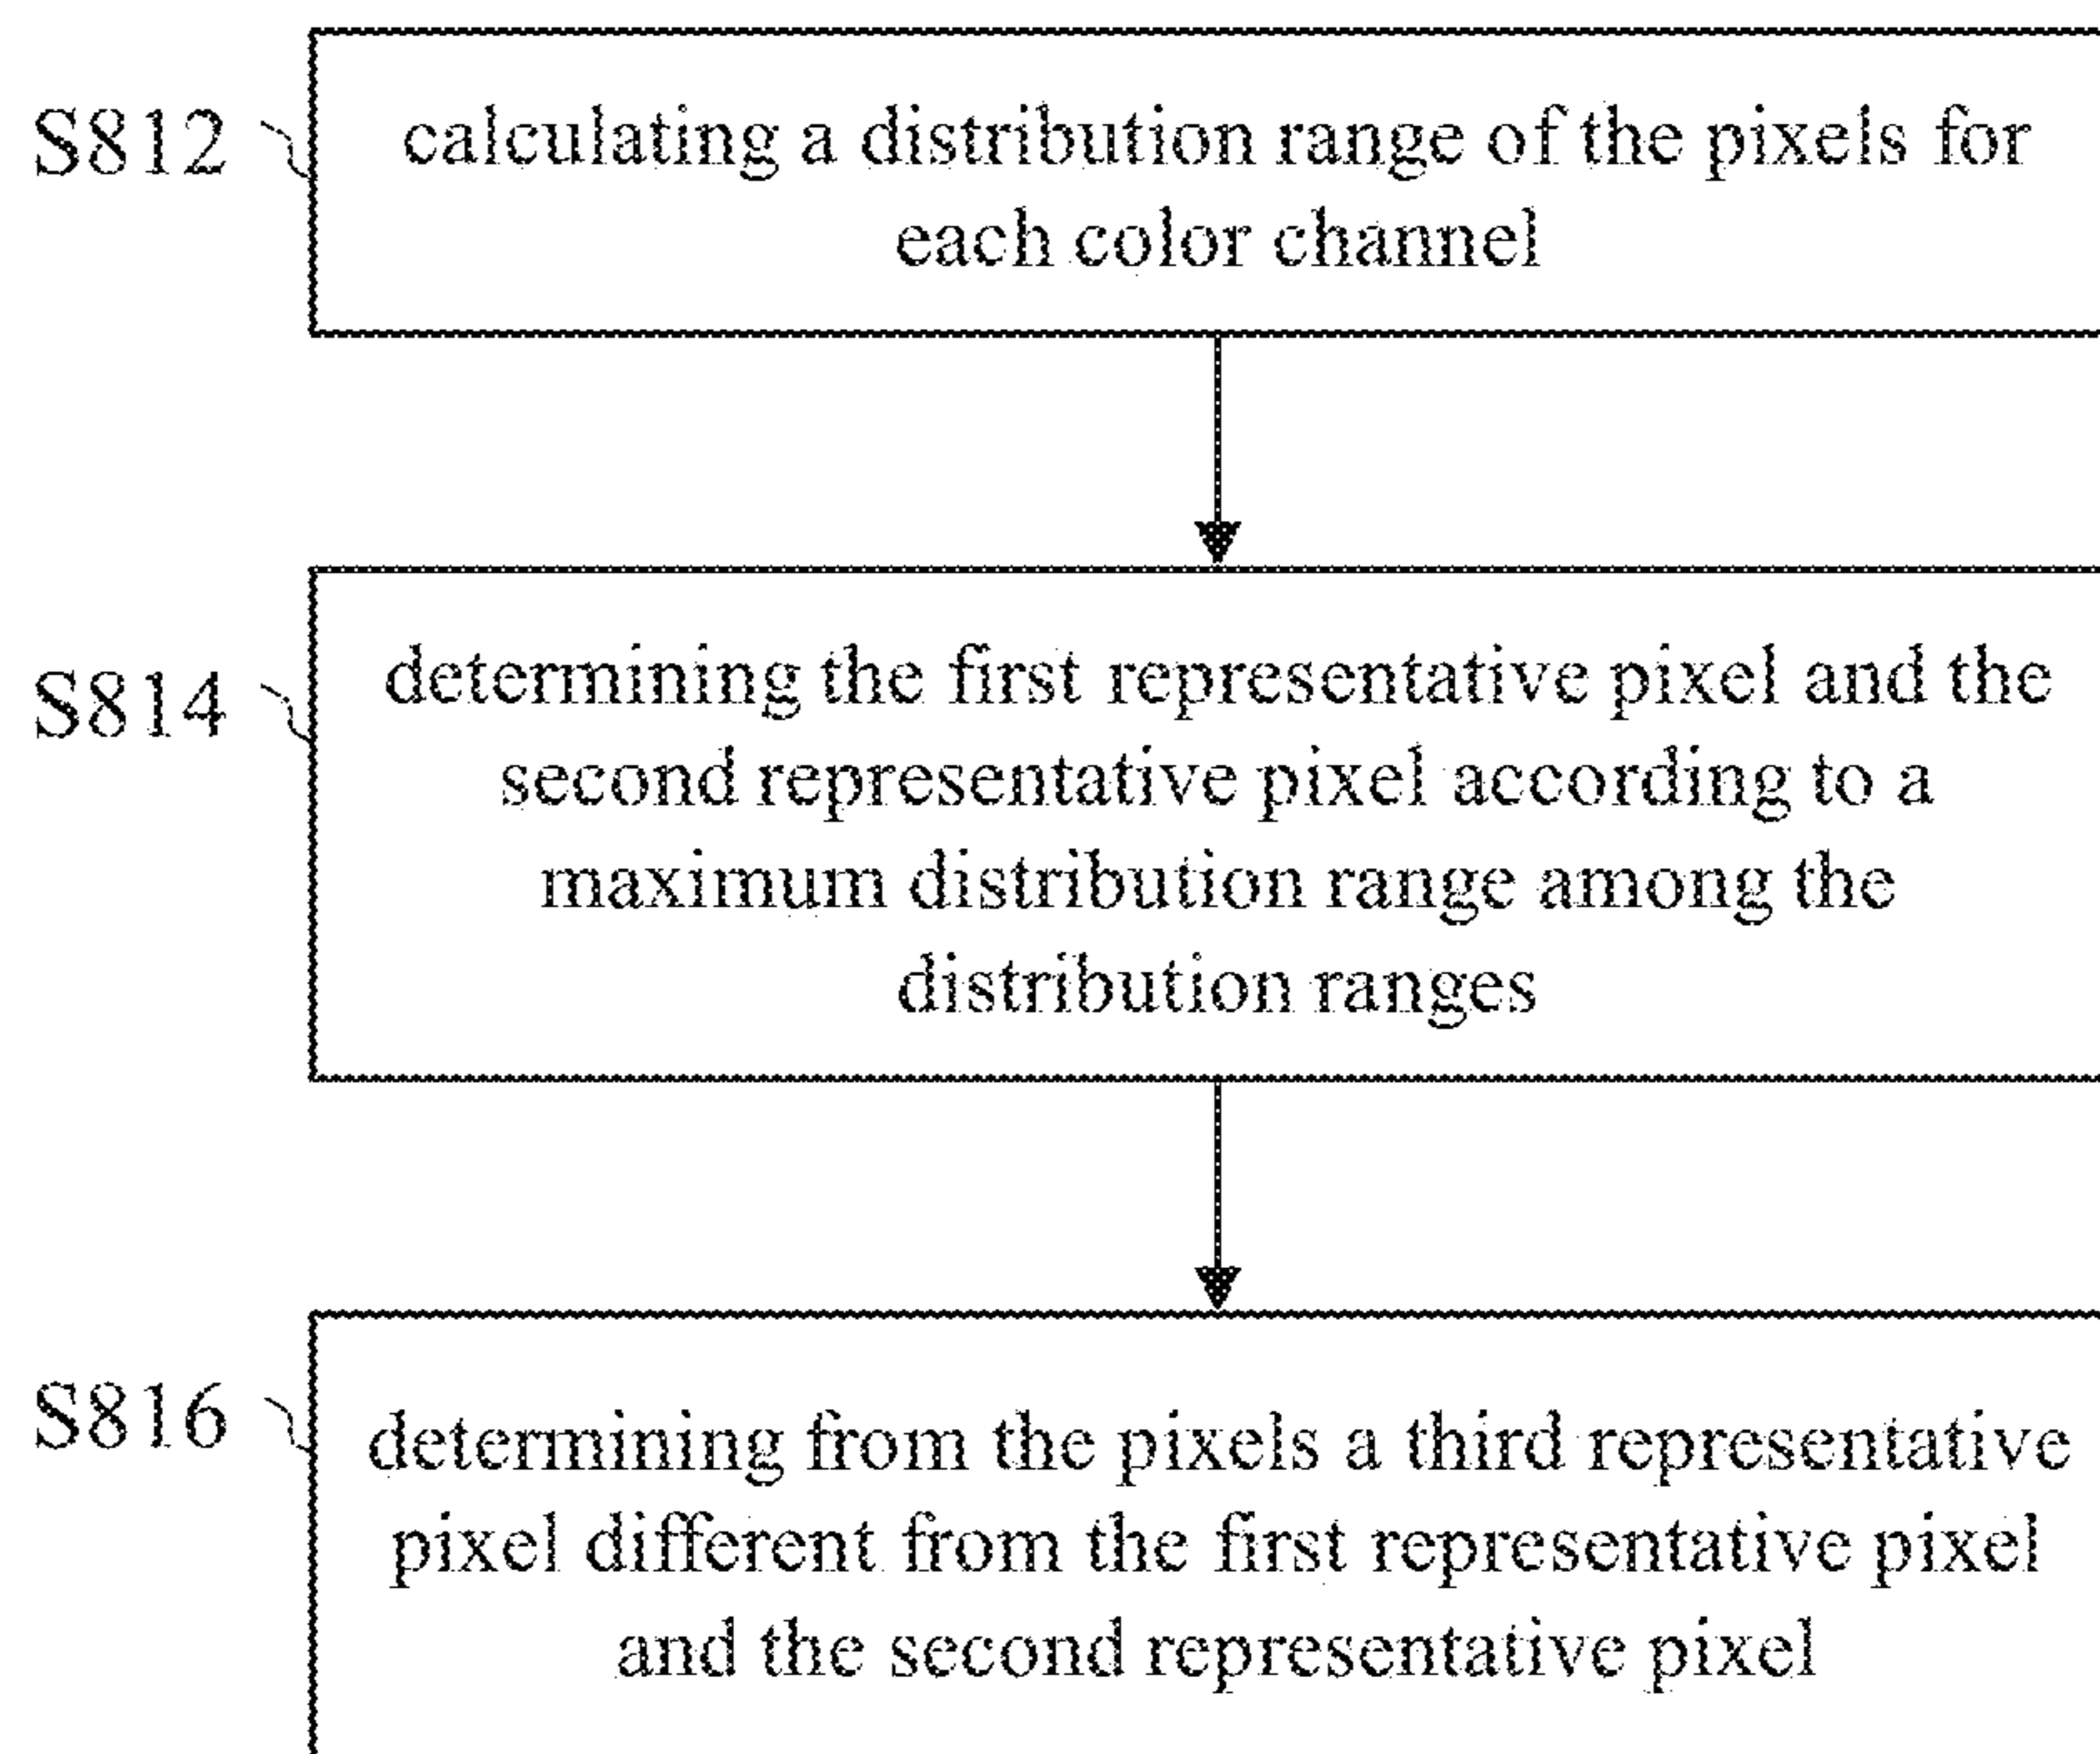 S812
calculating a distribution range of the pixels for
each color channel
S814
determining the first representative pixel and the
second representative pixel according to a
maximum distribution range among the
distribution ranges
S816
determining from the pixels a third representative
pixel different from the first representative pixel
and the second representative pixel